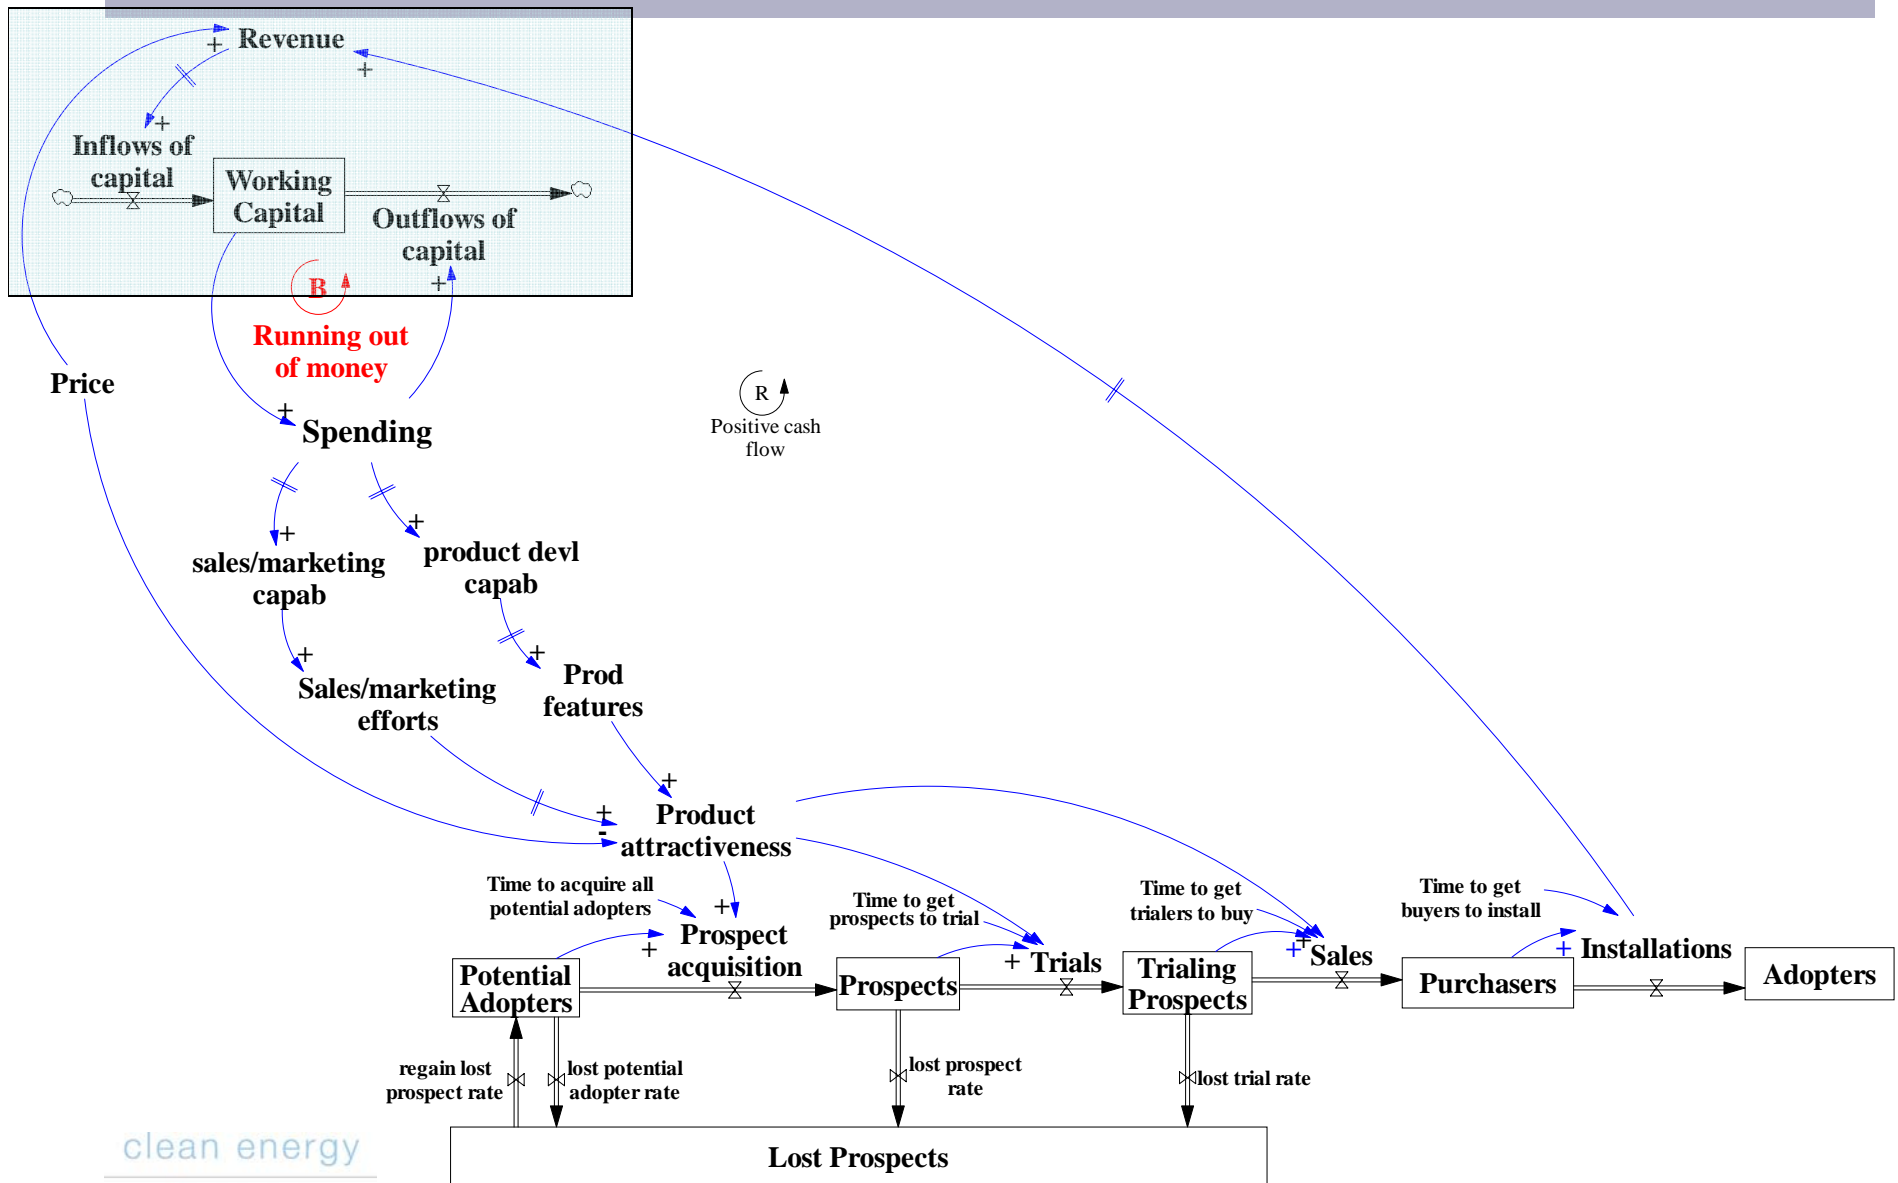 +
Revenue
+
+
Inflows of
capital
Working
Capital
Outflows of
capital
+
B
Running out
of money
Price
R
Positive cash
flow
+
Spending
+
sales/marketing
capab
+
product devl
capab
+
Sales/marketing
efforts
+
Prod
features
+
+
-
Product
attractiveness
Time to acquire all
potential adopters
+
+
Prospect
acquisition
Time to get
prospects to trial
+ Trials
Time to get
trialers to buy
+
+
Sales
Time to get
buyers to install
+
Installations
Potential
Adopters
Prospects
Trialing
Prospects
Purchasers
Adopters
regain lost
prospect rate
lost potential
adopter rate
lost prospect
rate
lost trial rate
Lost Prospects
clean energy